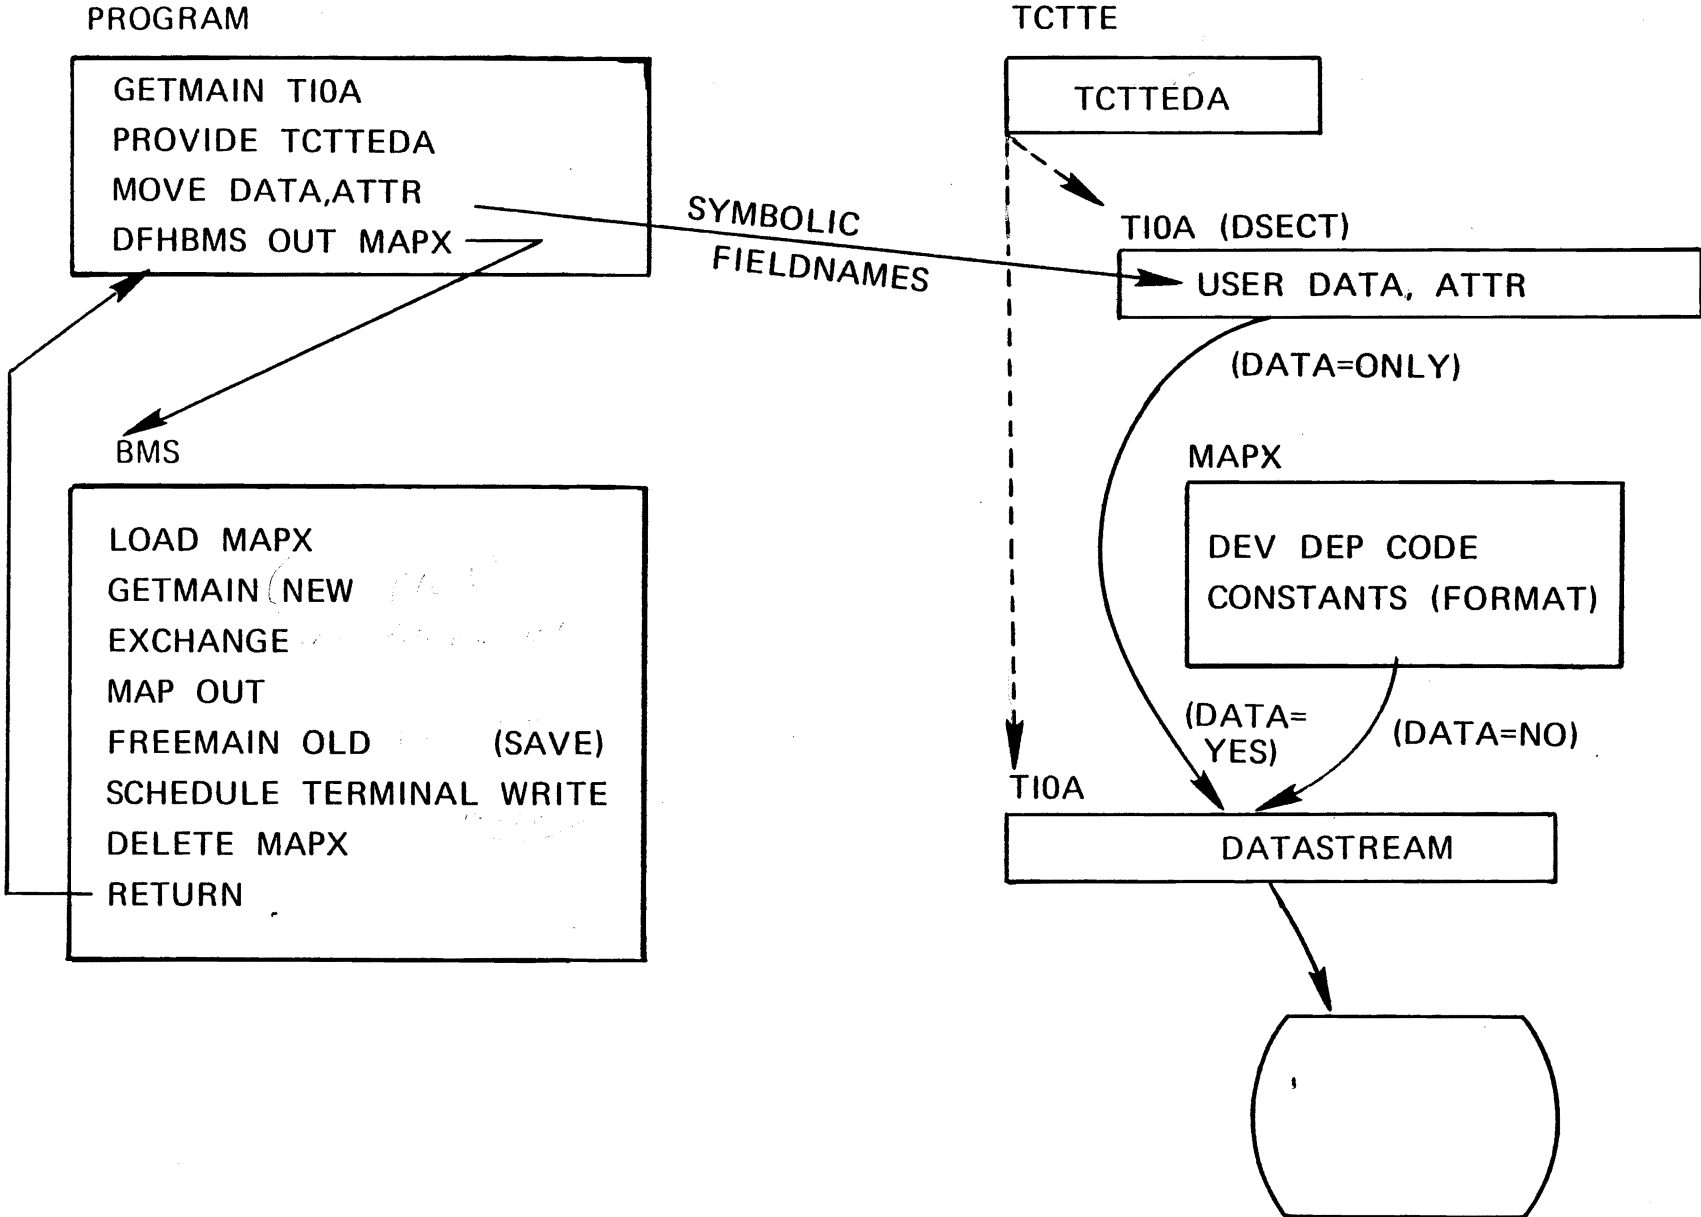 PROGRAM
GETMAIN TIOA
PROVIDE TCTTEDA
MOVE DATA,ATTR
DFHBMS OUT MAPX
SYMBOLIC
FIELDNAMES
BMS
LOAD MAPX
GETMAIN NEW
EXCHANGE
MAP OUT
FREEMAIN OLD (SAVE)
SCHEDULE TERMINAL WRITE
DELETE MAPX
RETURN
TCTTE
TCTTEDA
TIOA (DSECT)
USER DATA, ATTR
(DATA=ONLY)
MAPX
DEV DEP CODE
CONSTANTS (FORMAT)
(DATA=
YES)
(DATA=NO)
TIOA
DATASTREAM